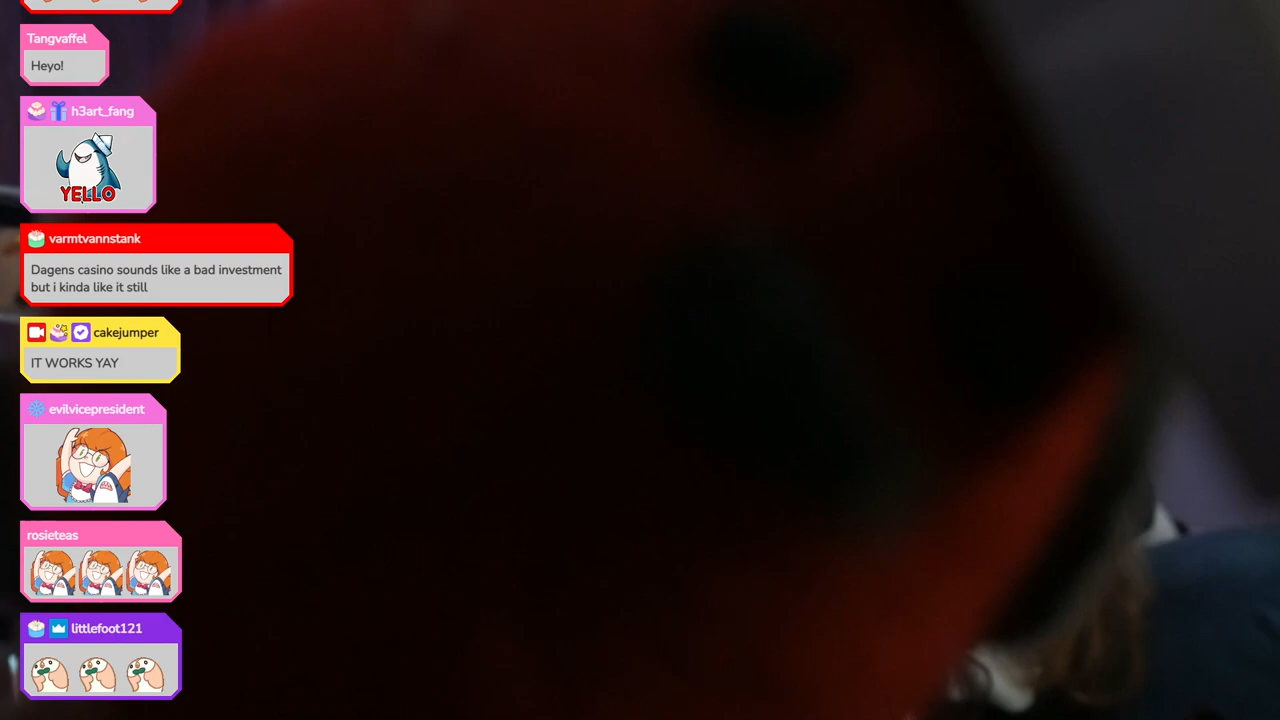 Tangvaffel
Heyo!
h3art_fang
YELLO
varmtvannstank
Dagens casino sounds like a bad investment
but i kinda like it still
cakejumper
IT WORKS YAY
evilvicepresident
rosieteas
littlefoot121